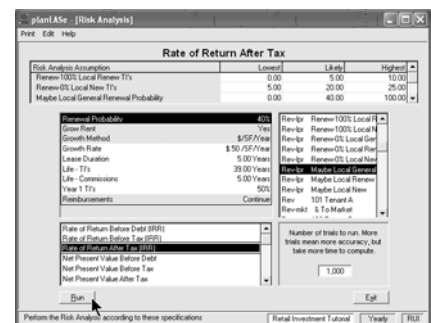 planEASe - [Risk Analysis]
Print Edit Help
Rate of Return After Tax
Risk Analysis Assumption Lowest Likely Highest
Renew-100% Local Renew TI's 0.00 5.00 10.00
Renew-0% Local New TI's 5.00 20.00 25.00
Maybe Local General Renewal Probability 0.00 40.00 100.00
Renewal Probability 40%
Grow Rent Yes
Growth Method $/SF/Year
Growth Rate $.50 /SF/Year
Lease Duration 5.00 Years
Life - TI's 39.00 Years
Life - Commissions 5.00 Years
Year 1 TI's 50%
Reimbursements Continue
Rev-lpr Renew-100% Local R
Rev-lpr Renew-100% Local N
Rev-lpr Renew-0% Local Ger
Rev-lpr Renew-0% Local Rer
Rev-lpr Renew-0% Local Nev
Rev-lpr Maybe Local General
Rev-lpr Maybe Local Renew
Rev-lpr Maybe Local New
Rev 101 Tenant A
Rev-mkt & To Market
Rate of Return Before Debt (IRR)
Rate of Return Before Tax (IRR)
Rate of Return After Tax (IRR)
Net Present Value Before Debt
Net Present Value Before Tax
Net Present Value After Tax
Number of trials to run. More
trials mean more accuracy, but
take more time to compute.
1,000
Run Exit
Perform the Risk Analysis according to these specifications Retail Investment Tutorial Yearly RUI